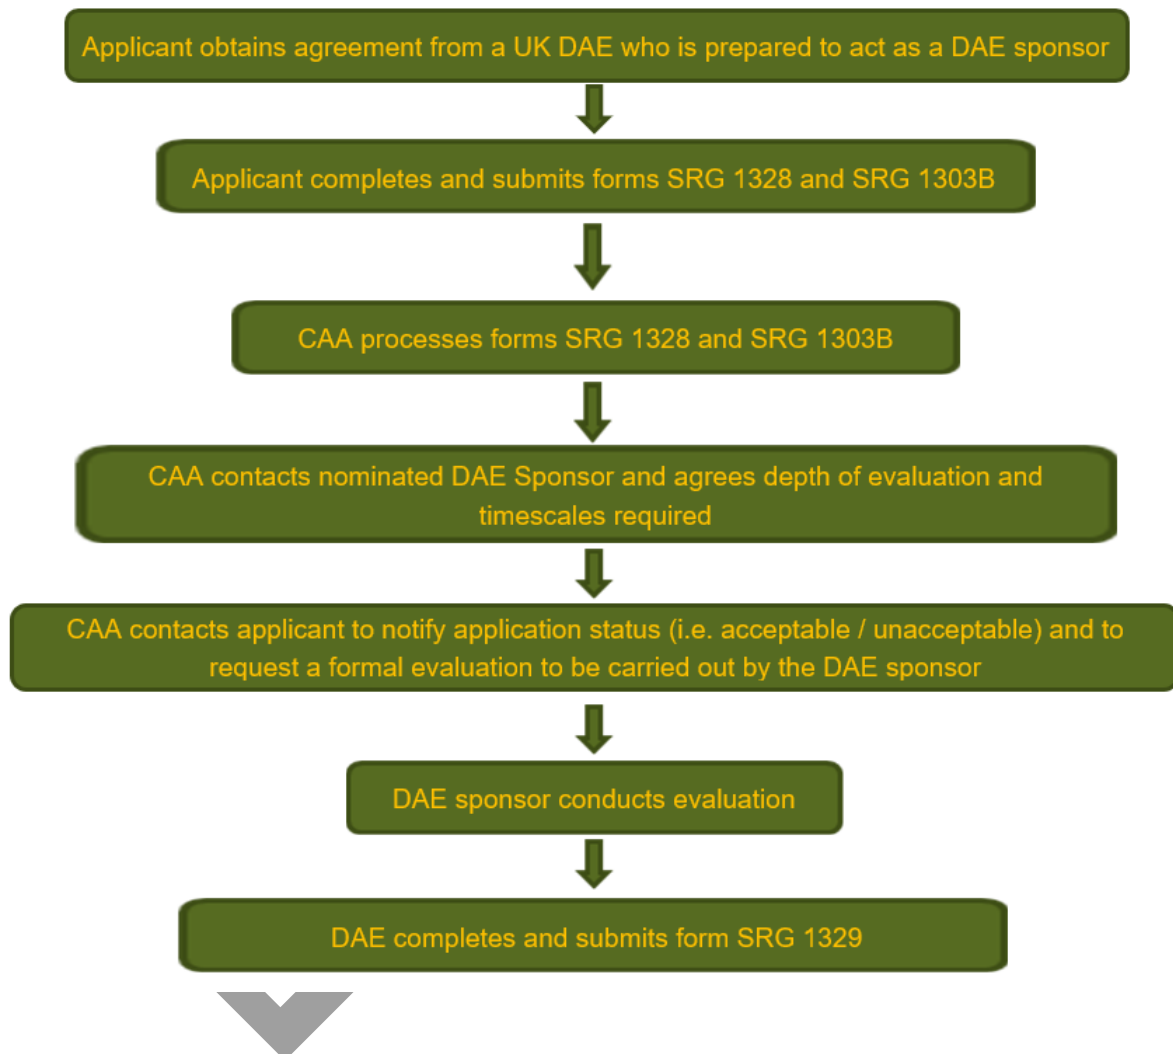 Applicant obtains agreement from a UK DAE who is prepared to act as a DAE sponsor
Applicant completes and submits forms SRG 1328 and SRG 1303B
CAA processes forms SRG 1328 and SRG 1303B
CAA contacts nominated DAE Sponsor and agrees depth of evaluation and
timescales required
CAA contacts applicant to notify application status (i.e. acceptable / unacceptable) and to
request a formal evaluation to be carried out by the DAE sponsor
DAE sponsor conducts evaluation
DAE completes and submits form SRG 1329